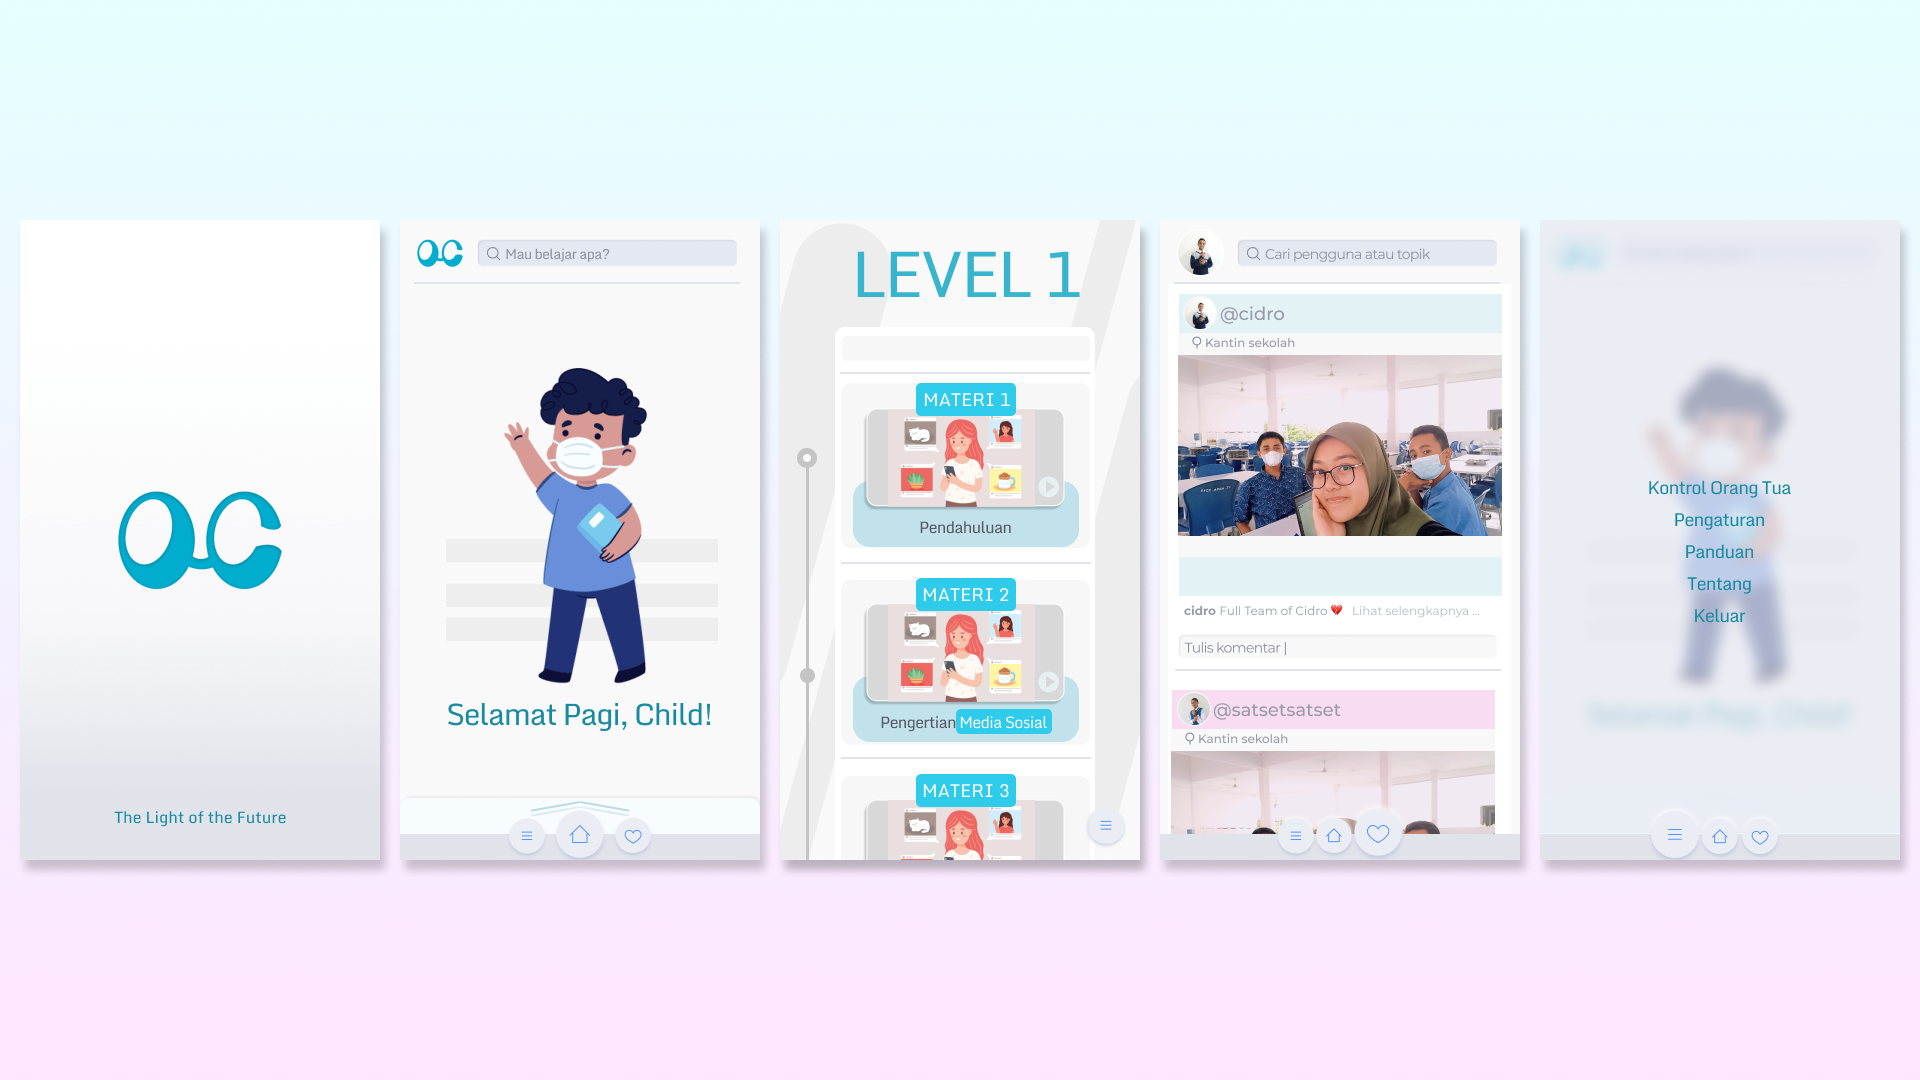 OC
The Light of the Future
OC
Mau belajar apa?
Selamat Pagi, Child!
LEVEL 1
MATERI 1
Pendahuluan
MATERI 2
Pengertian Media Sosial
MATERI 3
Cari pengguna atau topik
@cidro
Kantin sekolah
cidro Full Team of Cidro 💔 Lihat selengkapnya ...
Tulis komentar |
@satsetsatset
Kantin sekolah
Kontrol Orang Tua
Pengaturan
Panduan
Tentang
Keluar